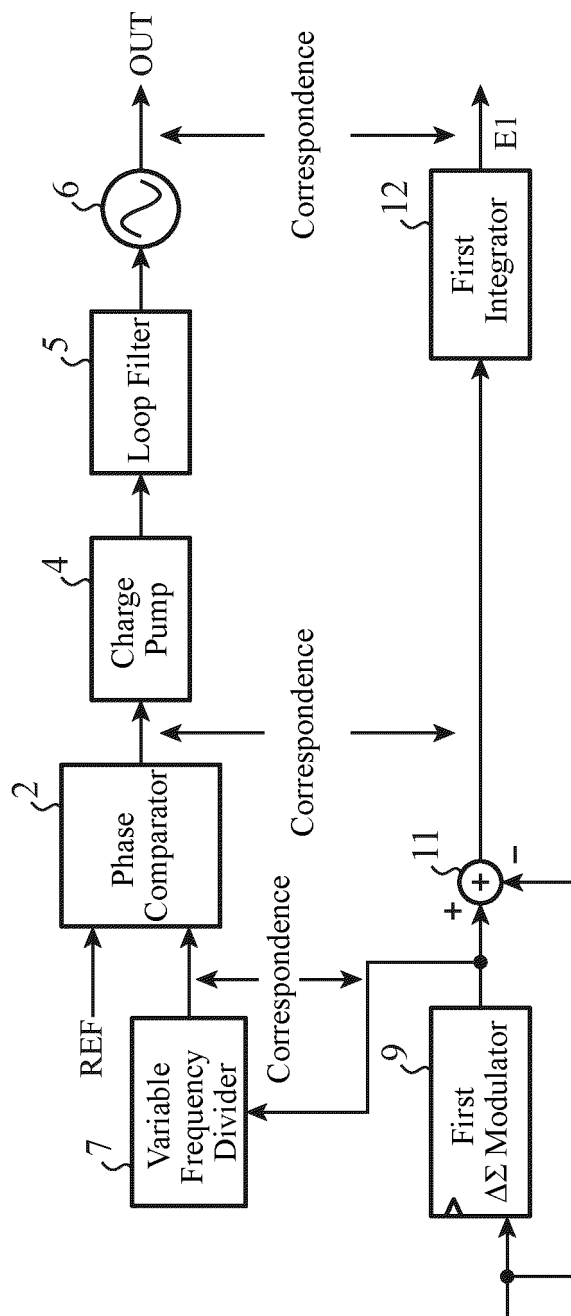 REF
7
Variable
Frequency
Divider
2
Phase
Comparator
4
Charge
Pump
5
Loop Filter
6
OUT
Correspondence
Correspondence
Correspondence
9
First
ΔΣ Modulator
11
+
+
−
12
First
Integrator
E1